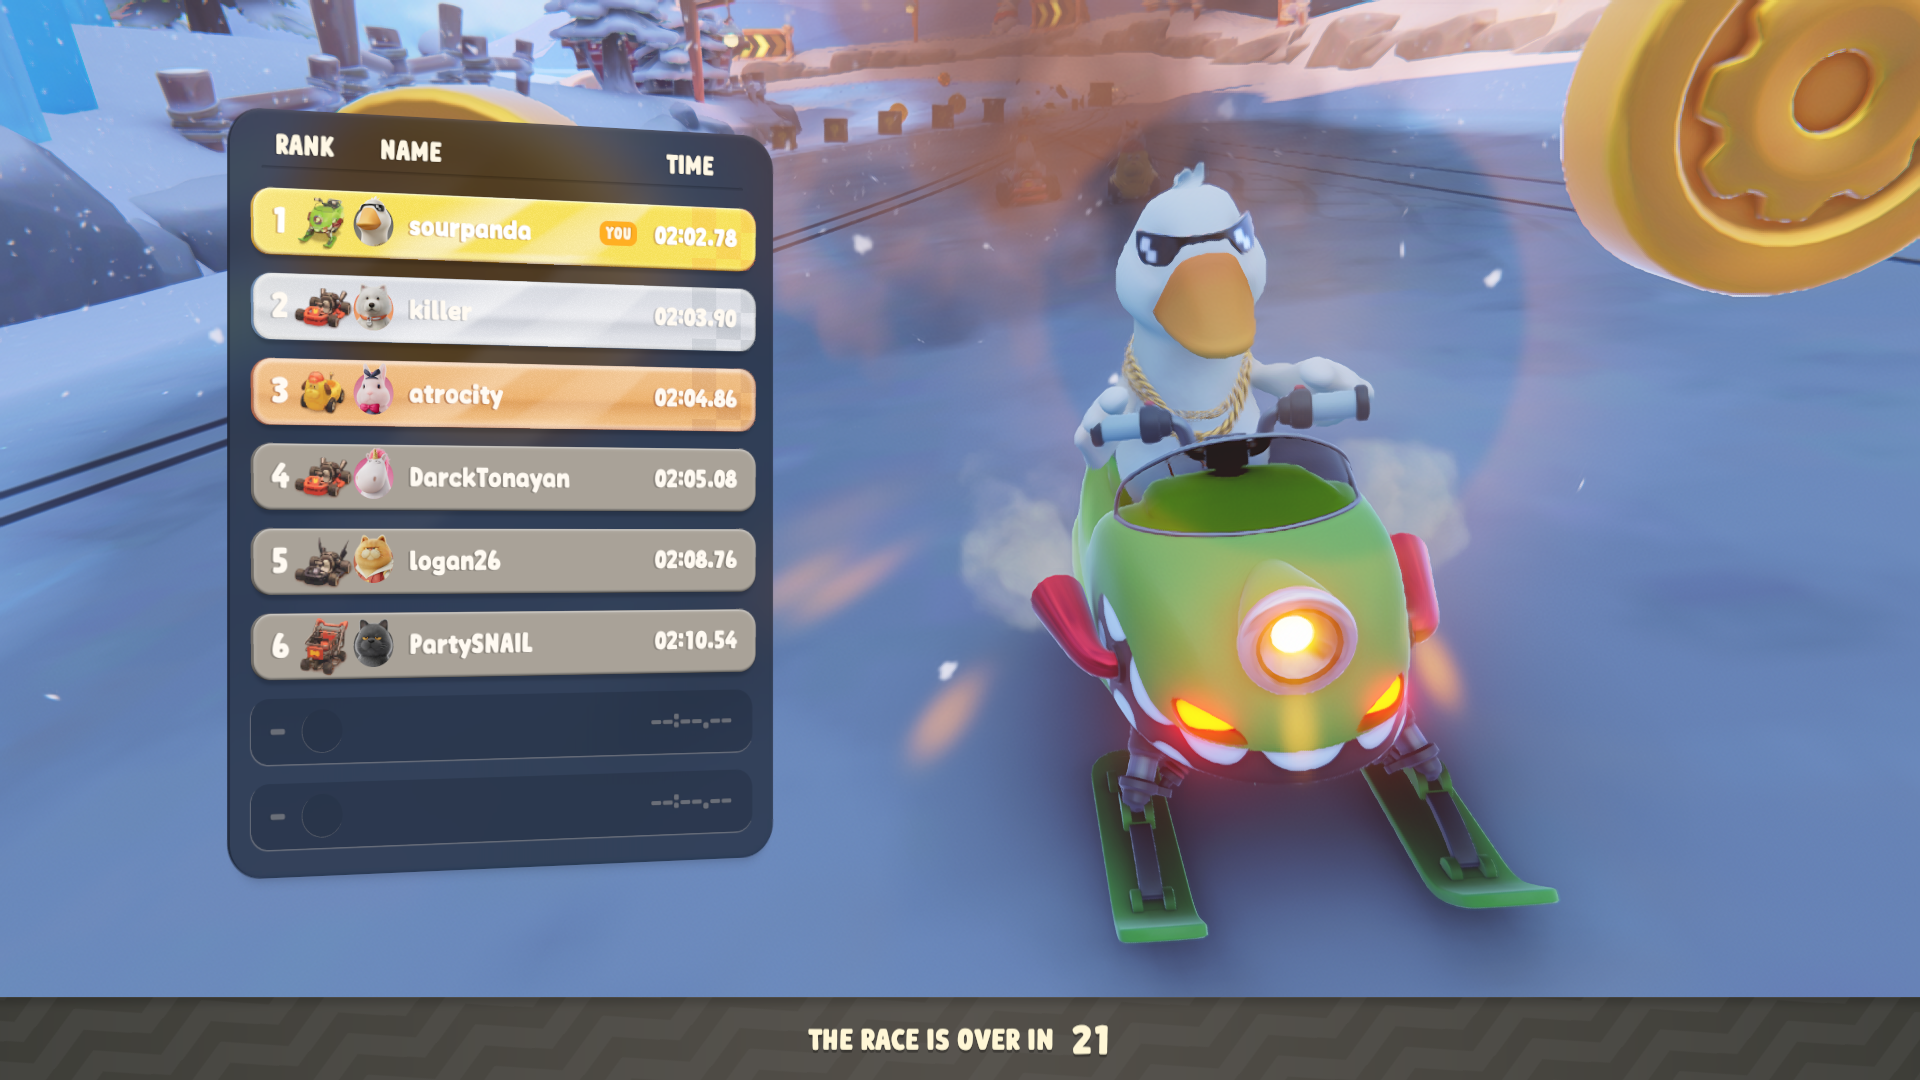 RANK NAME TIME
1 sourpanda YOU 02:02.78
2 killer 02:03.90
3 atrocity 02:04.86
4 DarckTonayan 02:05.08
5 logan26 02:08.76
6 PartySNAIL 02:10.54
- --:--.--
- --:--.--
THE RACE IS OVER IN 21